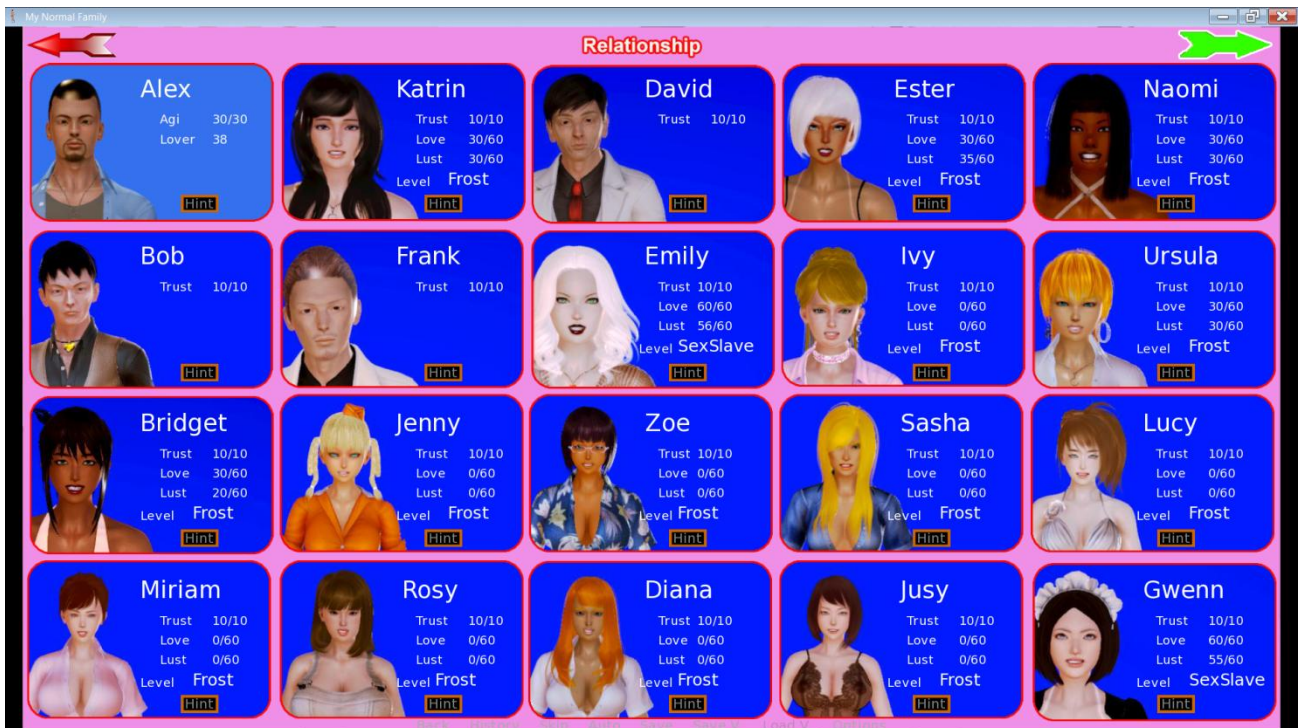 My Normal Family
Relationship
Alex
Agi 30/30
Lover 38
Hint
Katrin
Trust 10/10
Love 30/60
Lust 30/60
Level Frost
Hint
David
Trust 10/10
Hint
Ester
Trust 10/10
Love 30/60
Lust 35/60
Level Frost
Hint
Naomi
Trust 10/10
Love 30/60
Lust 30/60
Level Frost
Hint
Bob
Trust 10/10
Hint
Frank
Trust 10/10
Hint
Emily
Trust 10/10
Love 60/60
Lust 56/60
Level SexSlave
Hint
Ivy
Trust 10/10
Love 0/60
Lust 0/60
Level Frost
Hint
Ursula
Trust 10/10
Love 30/60
Lust 30/60
Level Frost
Hint
Bridget
Trust 10/10
Love 30/60
Lust 20/60
Level Frost
Hint
Jenny
Trust 10/10
Love 0/60
Lust 0/60
Level Frost
Hint
Zoe
Trust 10/10
Love 0/60
Lust 0/60
Level Frost
Hint
Sasha
Trust 10/10
Love 0/60
Lust 0/60
Level Frost
Hint
Lucy
Trust 10/10
Love 0/60
Lust 0/60
Level Frost
Hint
Miriam
Trust 10/10
Love 0/60
Lust 0/60
Level Frost
Hint
Rosy
Trust 10/10
Love 0/60
Lust 0/60
Level Frost
Hint
Diana
Trust 10/10
Love 0/60
Lust 0/60
Level Frost
Hint
Jusy
Trust 10/10
Love 0/60
Lust 0/60
Level Frost
Hint
Gwenn
Trust 10/10
Love 60/60
Lust 55/60
Level SexSlave
Hint
Back History Skip Auto Save Save V Load V Options